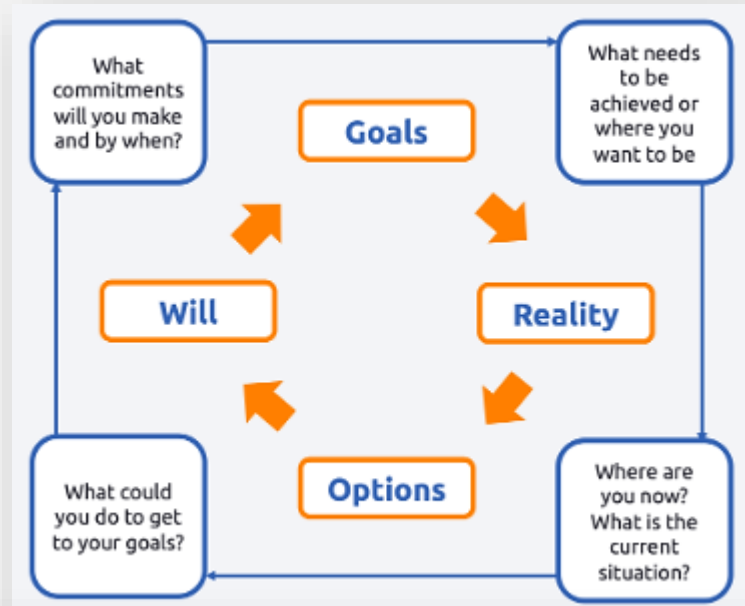 What
commitments
will you make
and by when?
Goals
What needs
to be
achieved or
where you
want to be
Will
Reality
What could
you do to get
to your goals?
Options
Where are
you now?
What is the
current
situation?